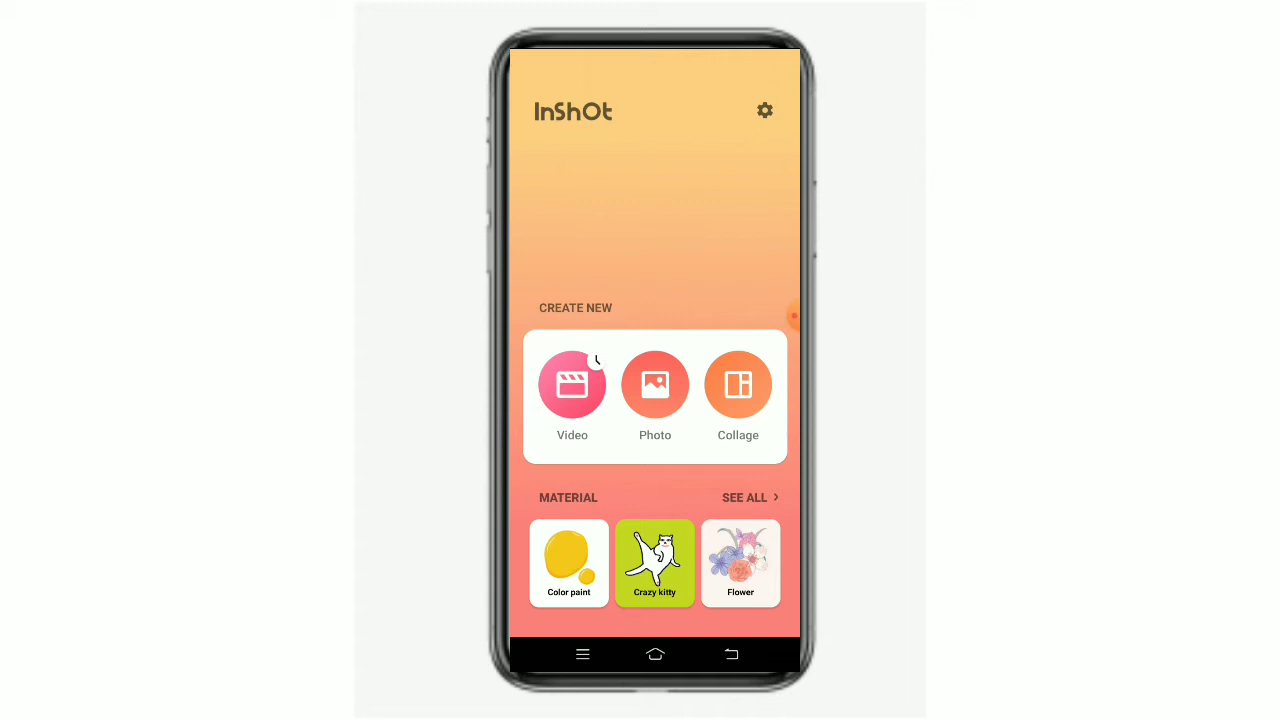 InShOt
CREATE NEW
Video Photo Collage
MATERIAL SEE ALL >
Color paint Crazy kitty Flower